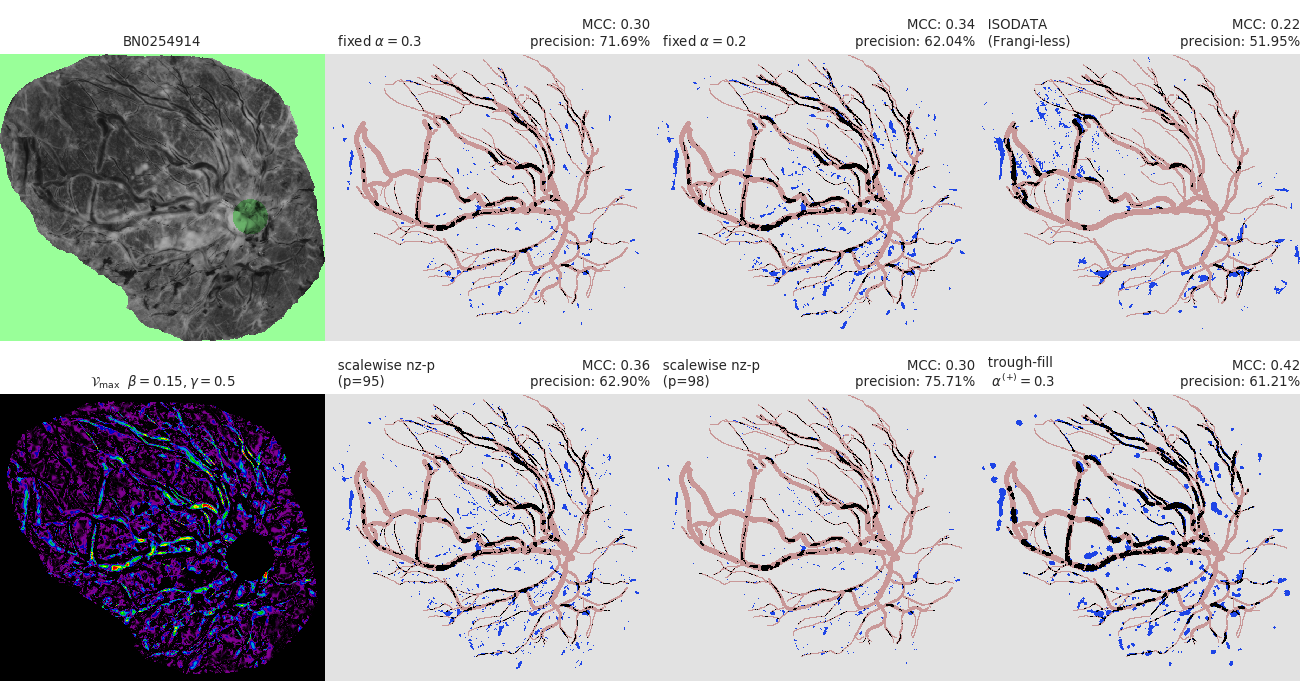 BN0254914
fixed α = 0.3
MCC: 0.30
precision: 71.69%
fixed α = 0.2
MCC: 0.34
precision: 62.04%
ISODATA
(Frangi-less)
MCC: 0.22
precision: 51.95%
𝒱max β = 0.15, γ = 0.5
scalewise nz-p
(p=95)
MCC: 0.36
precision: 62.90%
scalewise nz-p
(p=98)
MCC: 0.30
precision: 75.71%
trough-fill
α(+) = 0.3
MCC: 0.42
precision: 61.21%